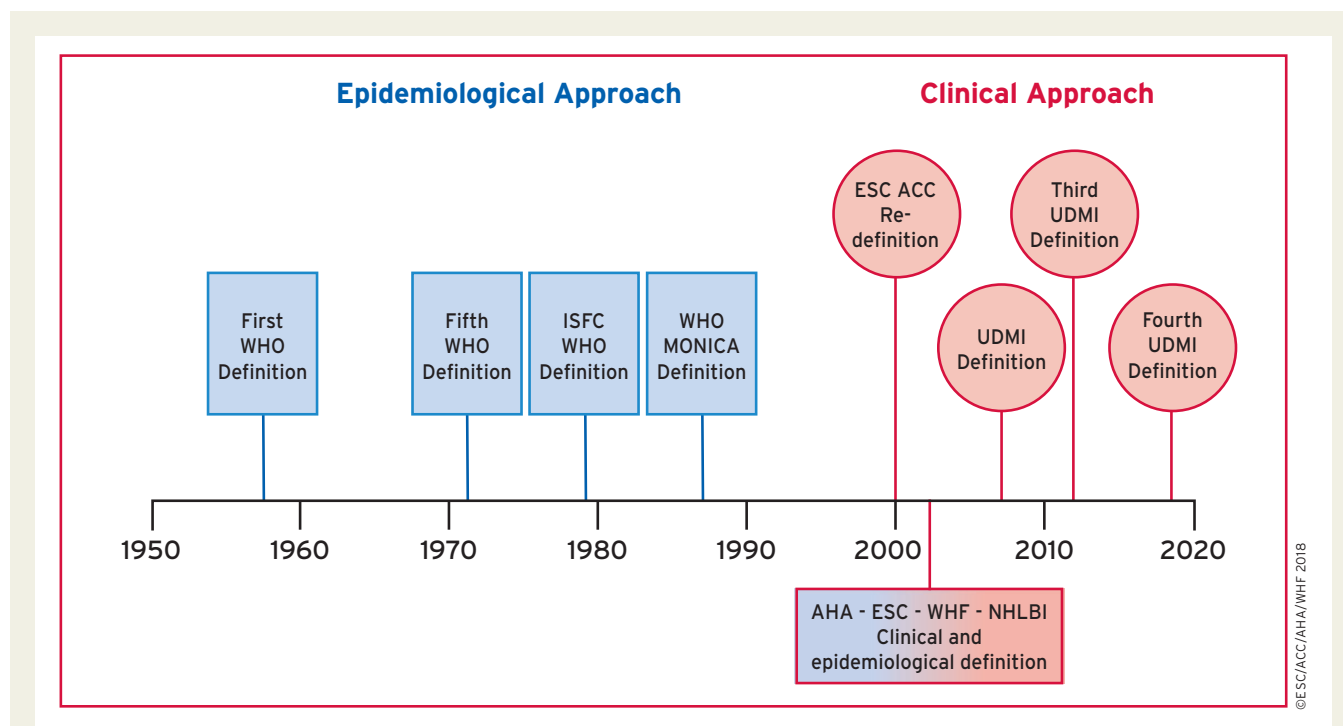 Epidemiological Approach
Clinical Approach
ESC ACC
Re-
definition
Third
UDMI
Definition
First
WHO
Definition
Fifth
WHO
Definition
ISFC
WHO
Definition
WHO
MONICA
Definition
UDMI
Definition
Fourth
UDMI
Definition
1950
1960
1970
1980
1990
2000
2010
2020
AHA - ESC - WHF - NHLBI
Clinical and
epidemiological definition
©ESC/ACC/AHA/WHF 2018